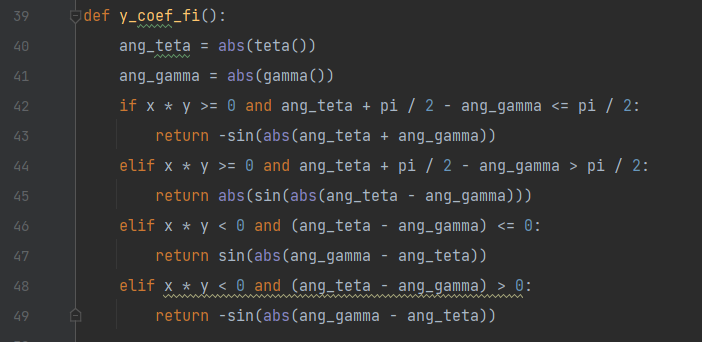 39 def y_coef_fi():
40 ang_teta = abs(teta())
41 ang_gamma = abs(gamma())
42 if x * y >= 0 and ang_teta + pi / 2 - ang_gamma <= pi / 2:
43 return -sin(abs(ang_teta + ang_gamma))
44 elif x * y >= 0 and ang_teta + pi / 2 - ang_gamma > pi / 2:
45 return abs(sin(abs(ang_teta - ang_gamma)))
46 elif x * y < 0 and (ang_teta - ang_gamma) <= 0:
47 return sin(abs(ang_gamma - ang_teta))
48 elif x * y < 0 and (ang_teta - ang_gamma) > 0:
49 return -sin(abs(ang_gamma - ang_teta))